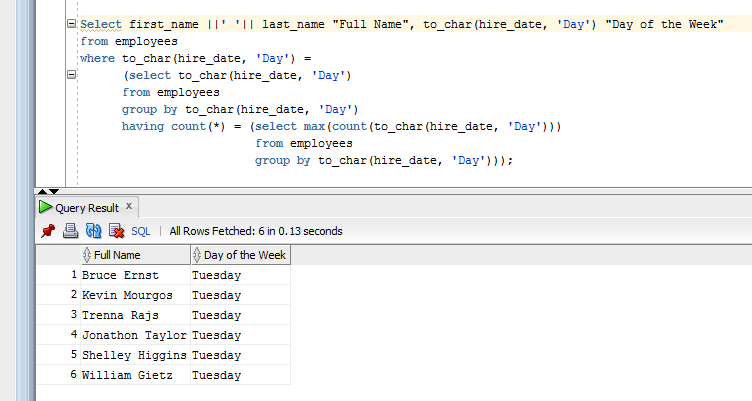 Select first_name ||' '|| last_name "Full Name", to_char(hire_date, 'Day') "Day of the Week"
from employees
where to_char(hire_date, 'Day') =
(select to_char(hire_date, 'Day')
from employees
group by to_char(hire_date, 'Day')
having count(*) = (select max(count(to_char(hire_date, 'Day')))
from employees
group by to_char(hire_date, 'Day')));
Query Result x
SQL | All Rows Fetched: 6 in 0.13 seconds
Full Name Day of the Week
1 Bruce Ernst Tuesday
2 Kevin Mourgos Tuesday
3 Trenna Rajs Tuesday
4 Jonathon Taylor Tuesday
5 Shelley Higgins Tuesday
6 William Gietz Tuesday